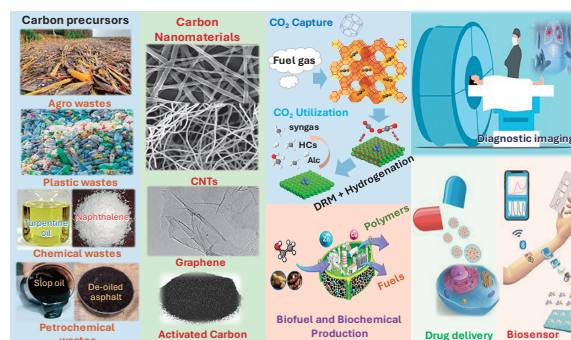 Carbon precursors
Agro wastes
Plastic wastes
Turpentine
oil
Naphthalene
Chemical wastes
Slop oil
De-oiled
asphalt
Petrochemical
wastes
Carbon
Nanomaterials
CNTs
Graphene
Activated Carbon
CO2 Capture
Fuel gas
CO2 Utilization
syngas
HCs
Alc
DRM + Hydrogenation
Polymers
Fuels
Biofuel and Biochemical
Production
Diagnostic imaging
Drug delivery
Biosensor